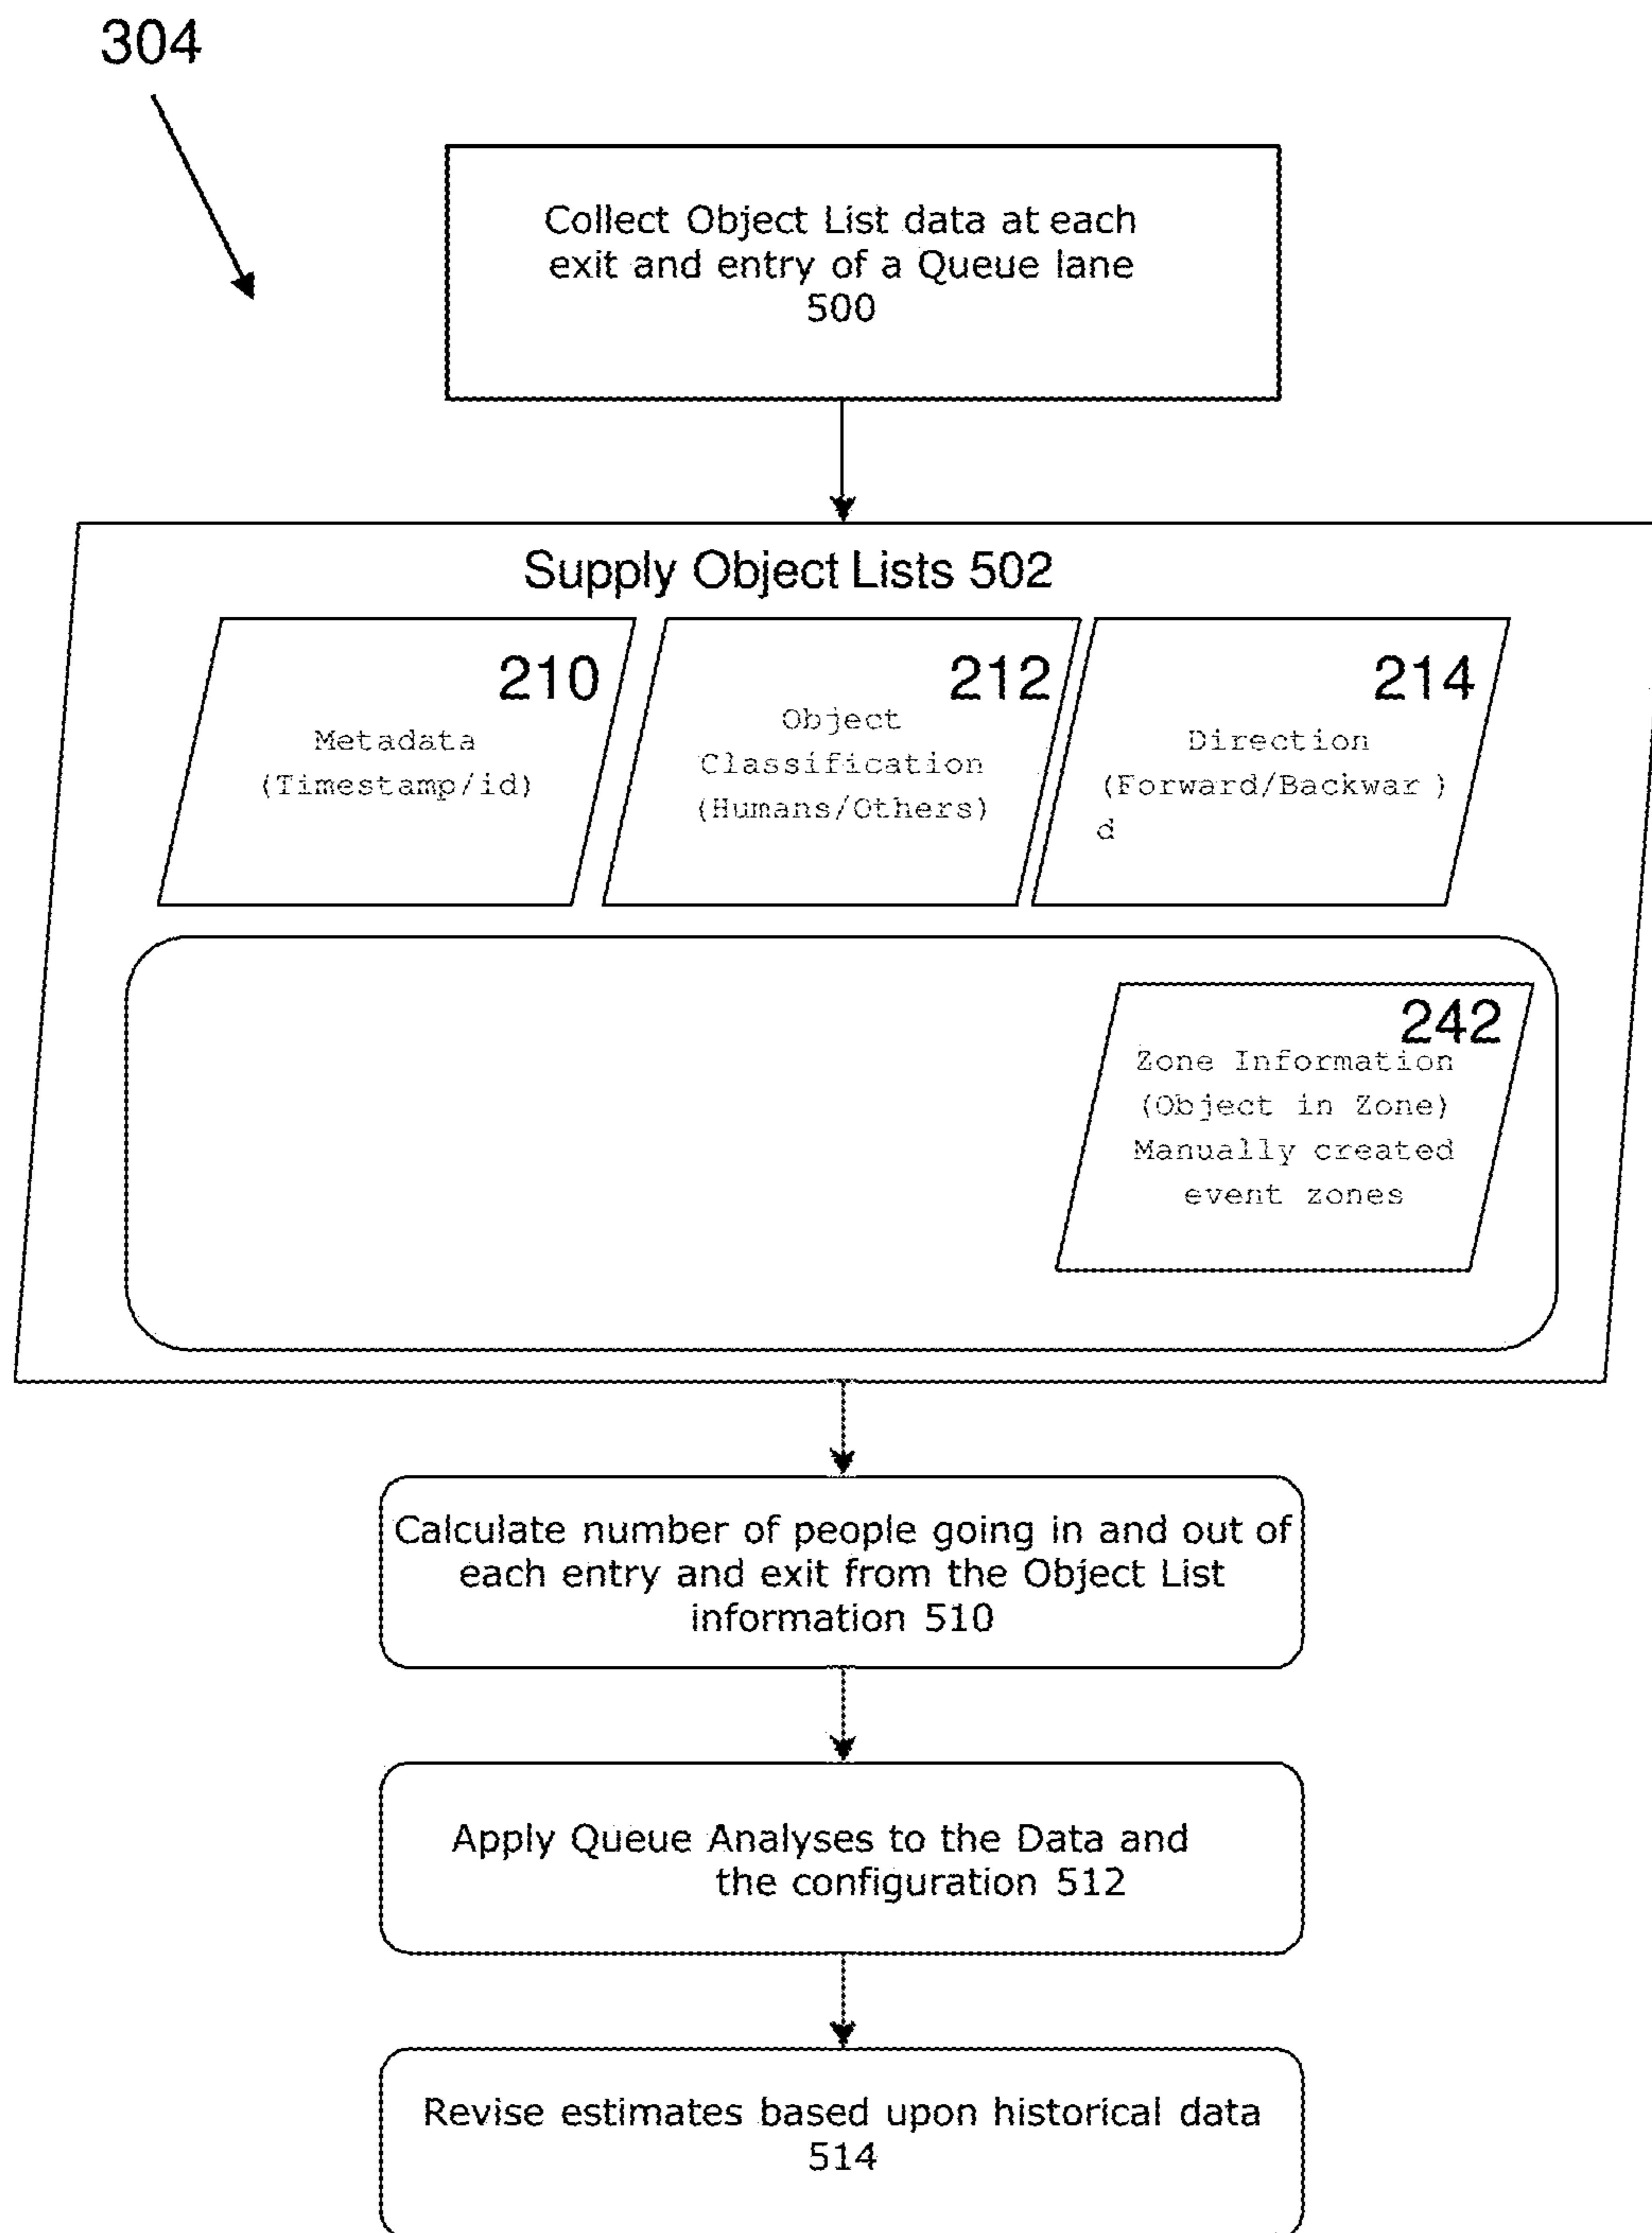 304
Collect Object List data at each
exit and entry of a Queue lane
500
Supply Object Lists 502
210
Metadata
(Timestamp/id)
212
Object
Classification
(Humans/Others)
214
Direction
(Forward/Backwar )
d
242
Zone Information
(Object in Zone)
Manually created
event zones
Calculate number of people going in and out of
each entry and exit from the Object List
information 510
Apply Queue Analyses to the Data and
the configuration 512
Revise estimates based upon historical data
514